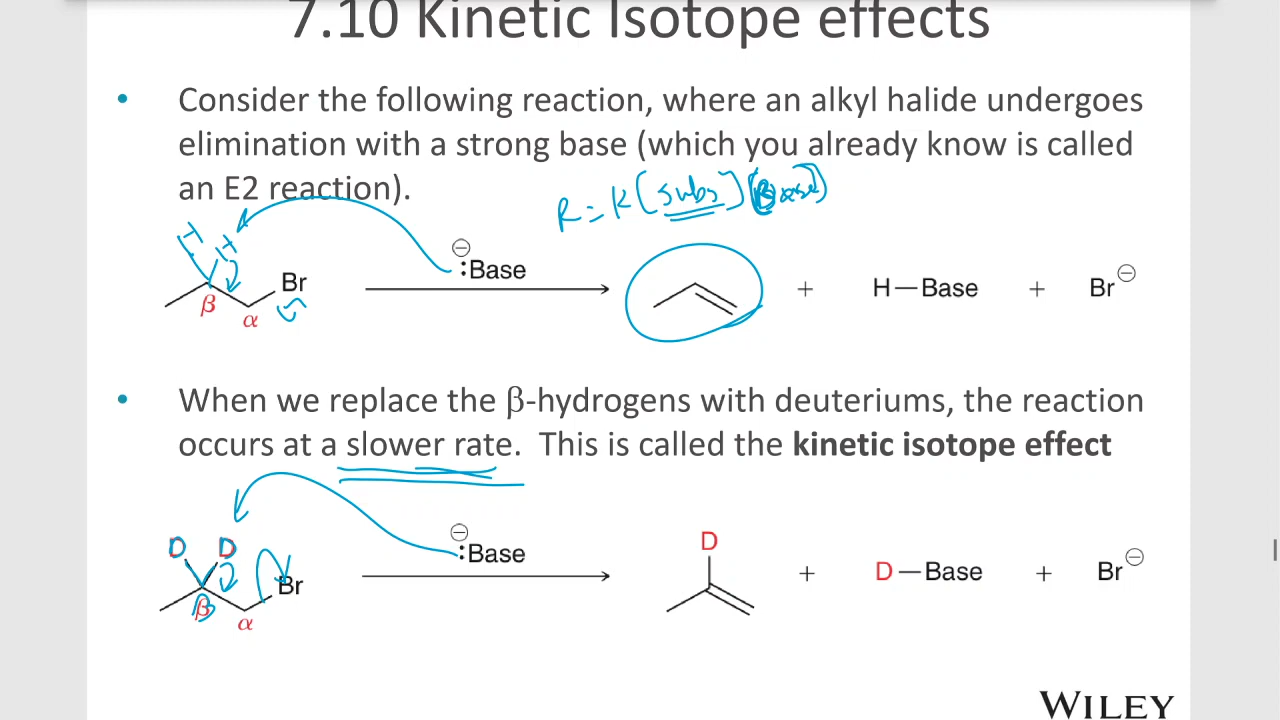 7.10 Kinetic Isotope effects
• Consider the following reaction, where an alkyl halide undergoes
elimination with a strong base (which you already know is called
an E2 reaction).
R = K (subs) (Base)
H H
Br
β
α
⊖
:Base
+
H—Base
+
Br⊖
• When we replace the β-hydrogens with deuteriums, the reaction
occurs at a slower rate. This is called the kinetic isotope effect
D D
Br
β
α
⊖
:Base
D
+
D—Base
+
Br⊖
WILEY